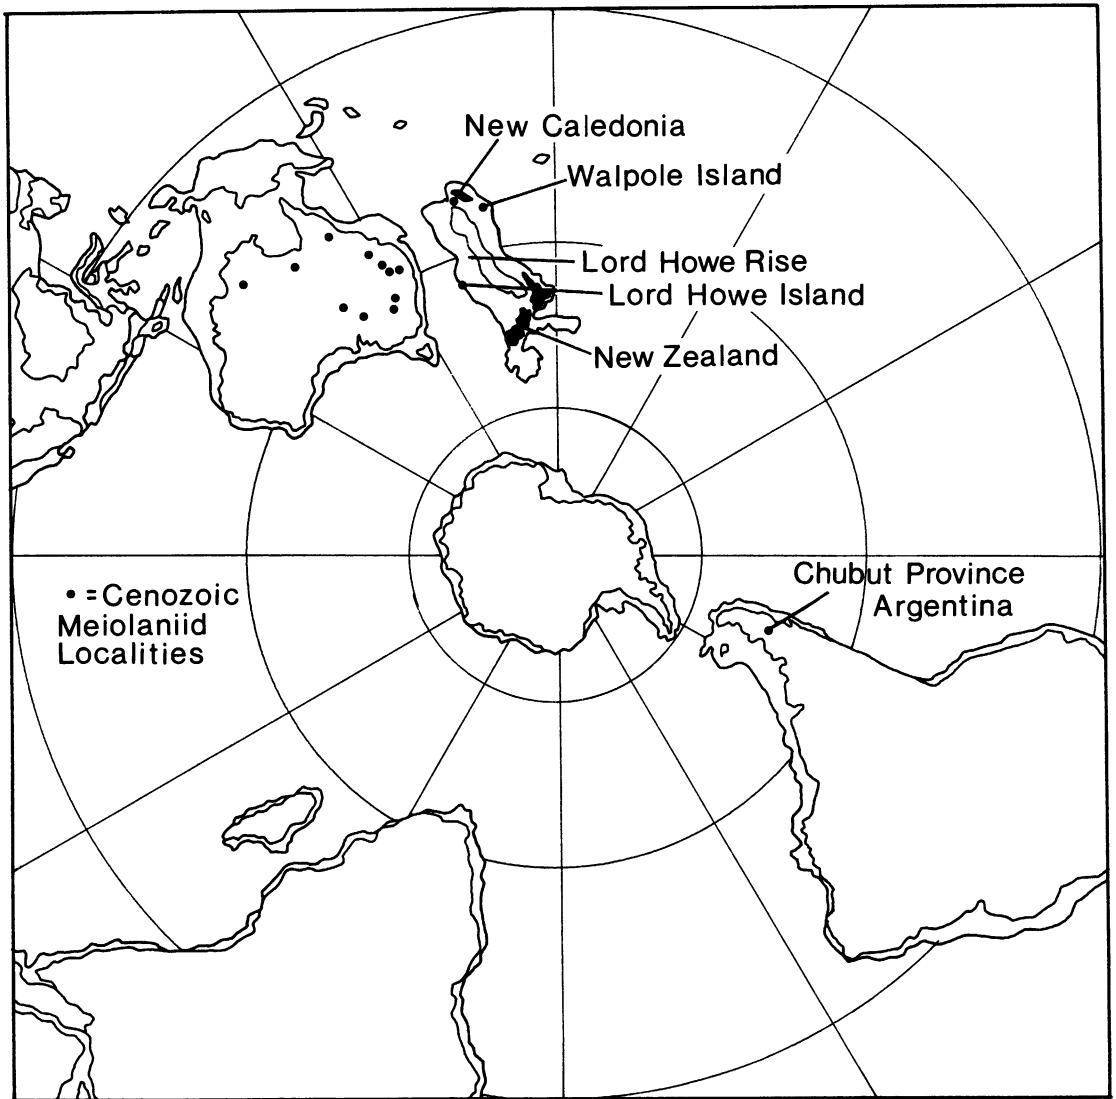 New Caledonia
Walpole Island
Lord Howe Rise
Lord Howe Island
New Zealand
Chubut Province
Argentina
• = Cenozoic
Meiolaniid
Localities